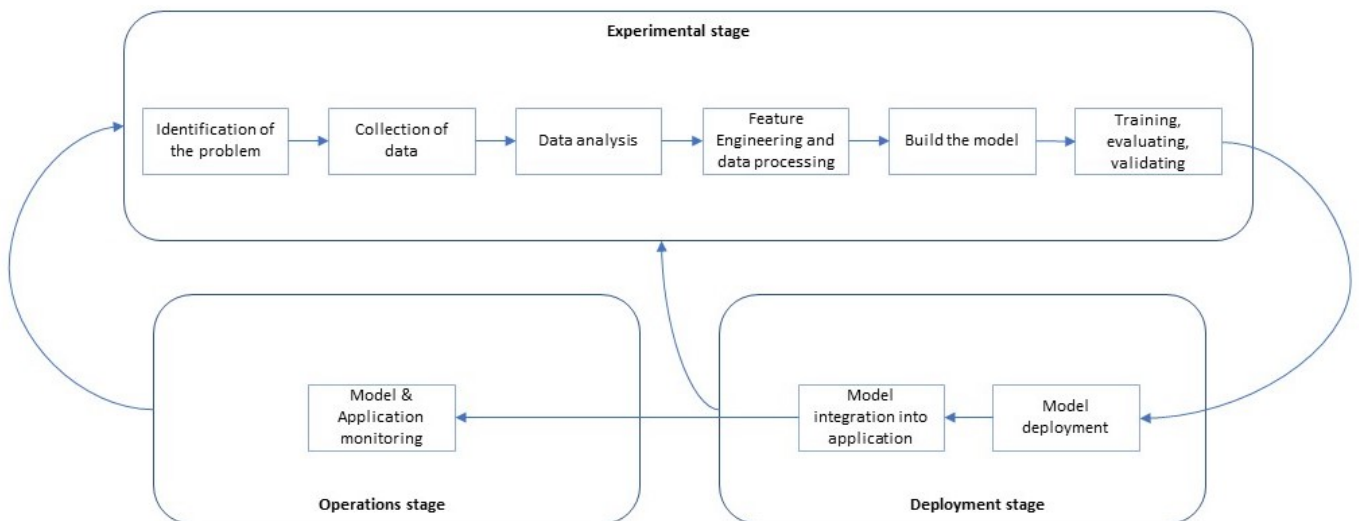 Experimental stage
Identification of
the problem
Collection of
data
Data analysis
Feature
Engineering and
data processing
Build the model
Training,
evaluating,
validating
Model &
Application
monitoring
Model
integration into
application
Model
deployment
Operations stage
Deployment stage